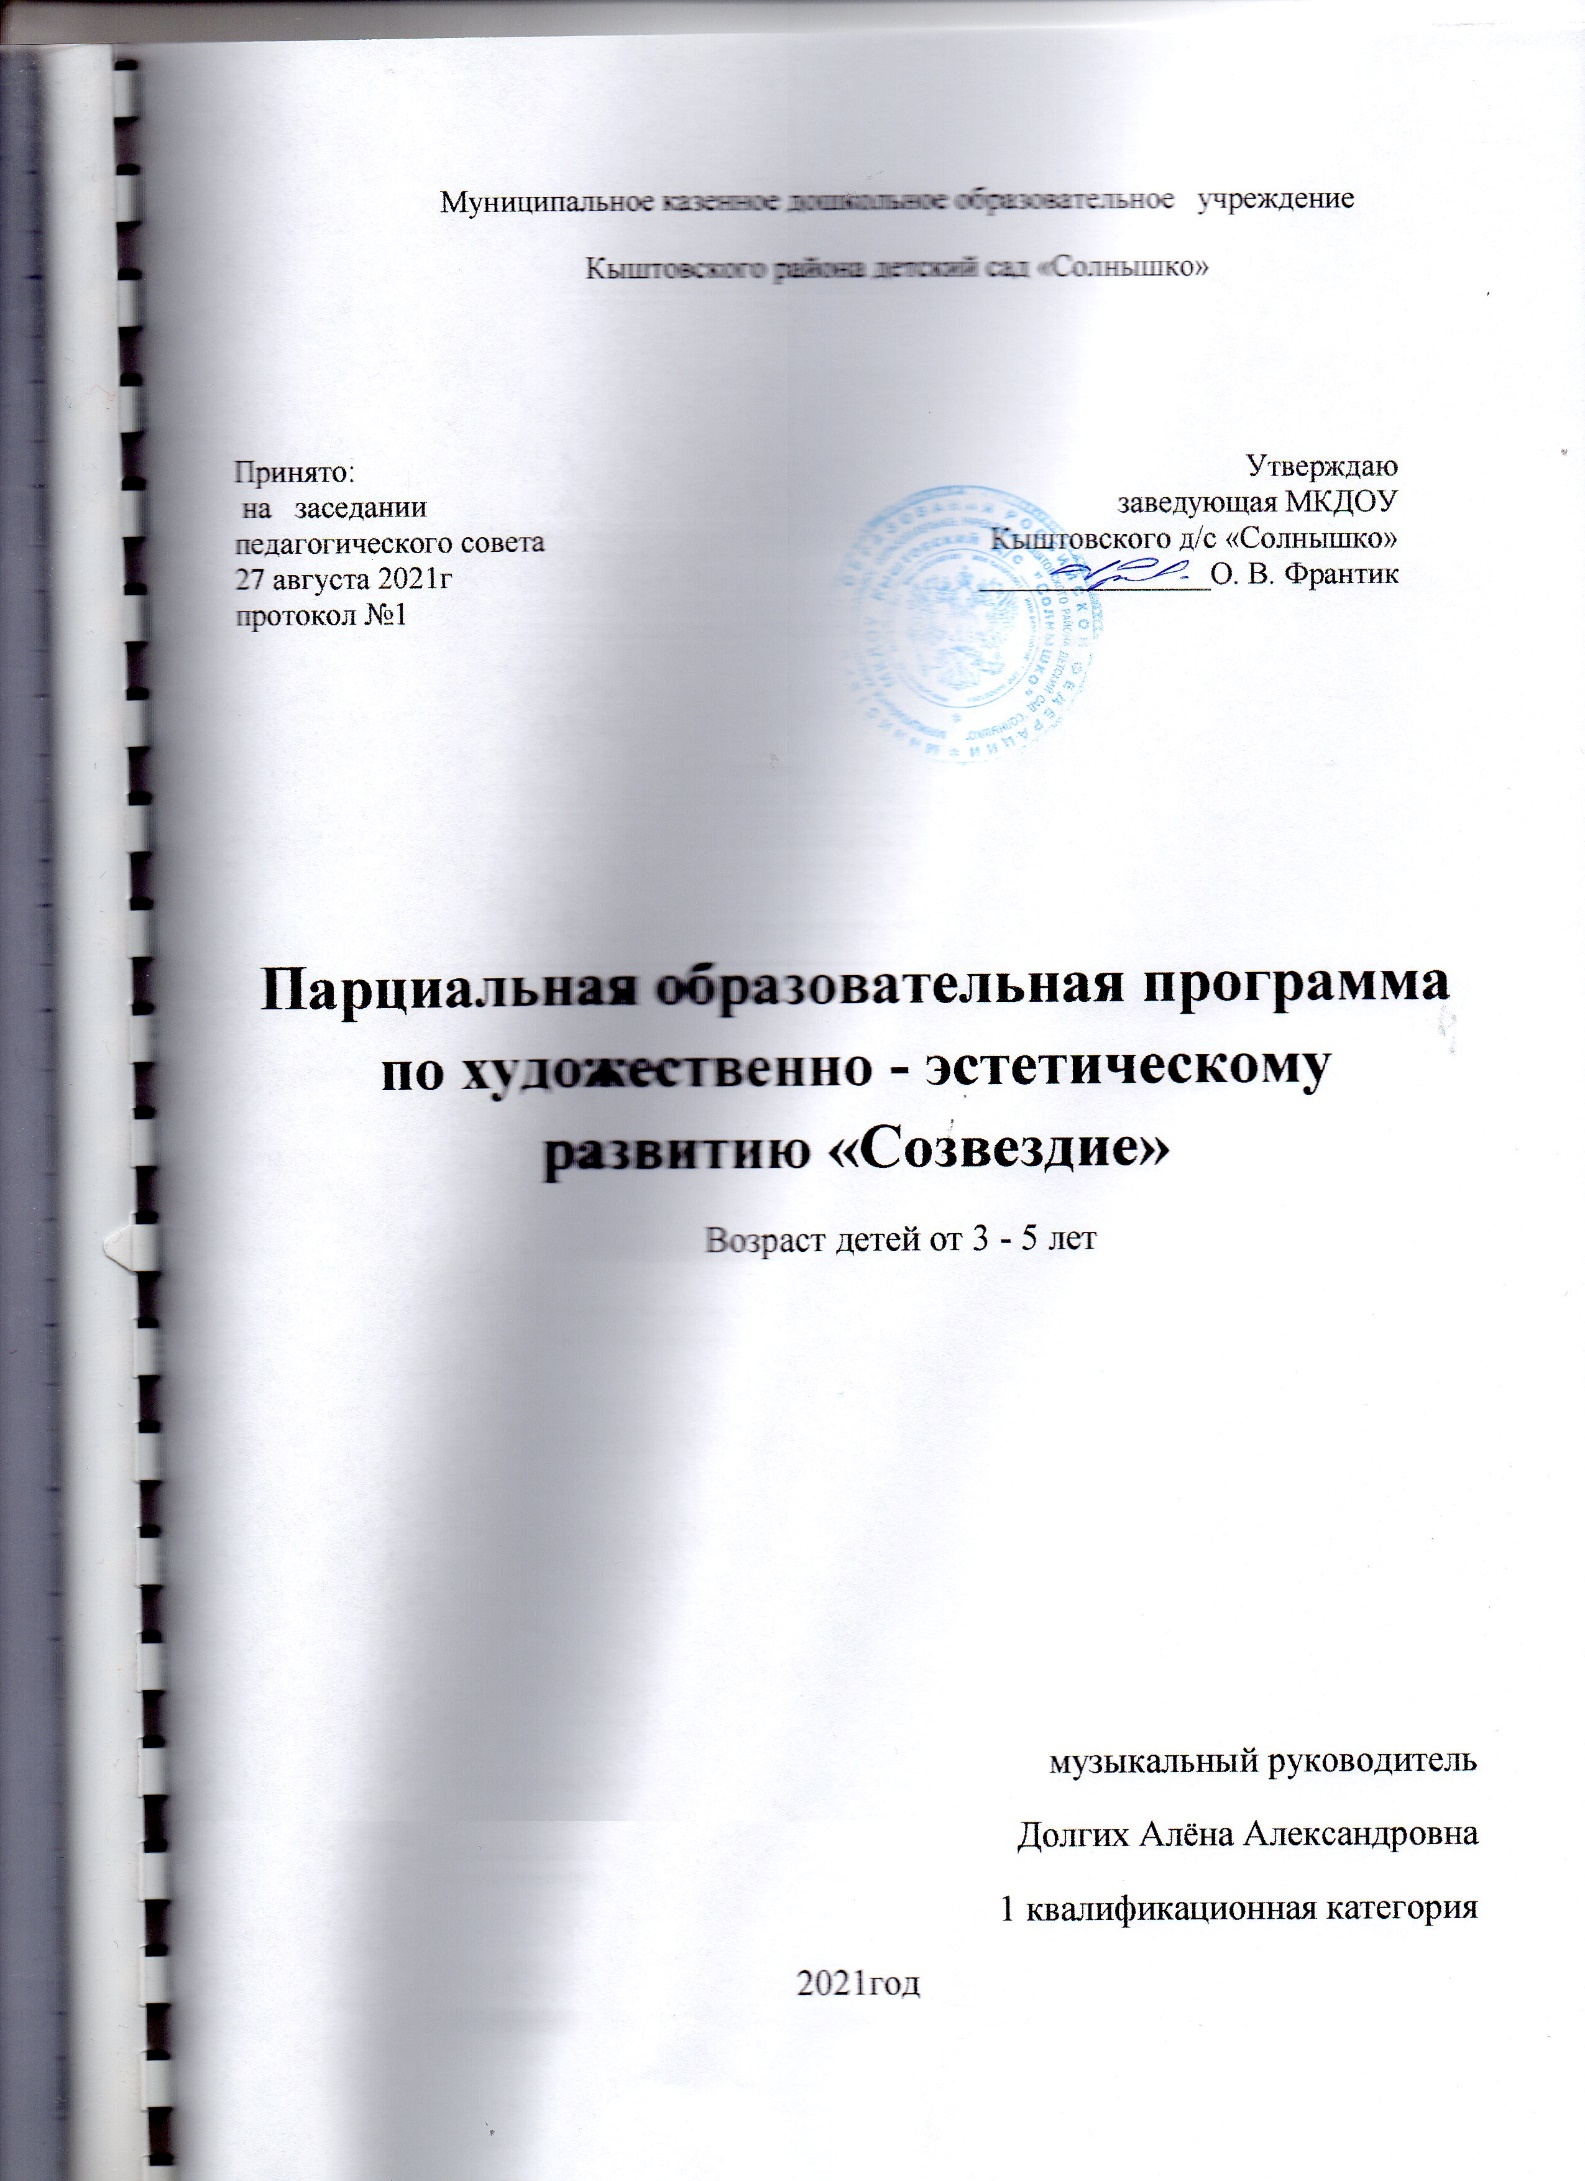 Муниципальное казенное дошкольное образовательное учреждение
Кыштовского района детский сад «Солнышко»
Принято:
на заседании
педагогического совета
27 августа 2021г
протокол №1
Утверждаю
заведующая МКДОУ
Кыштовского д/с «Солнышко»
________________О. В. Франтик
Парциальная образовательная программа
по художественно - эстетическому
развитию «Созвездие»
Возраст детей от 3 - 5 лет
музыкальный руководитель
Долгих Алёна Александровна
1 квалификационная категория
2021год